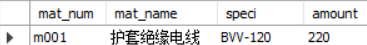 mat_num mat_name speci amount
m001 护套绝缘电线 BVV-120 220